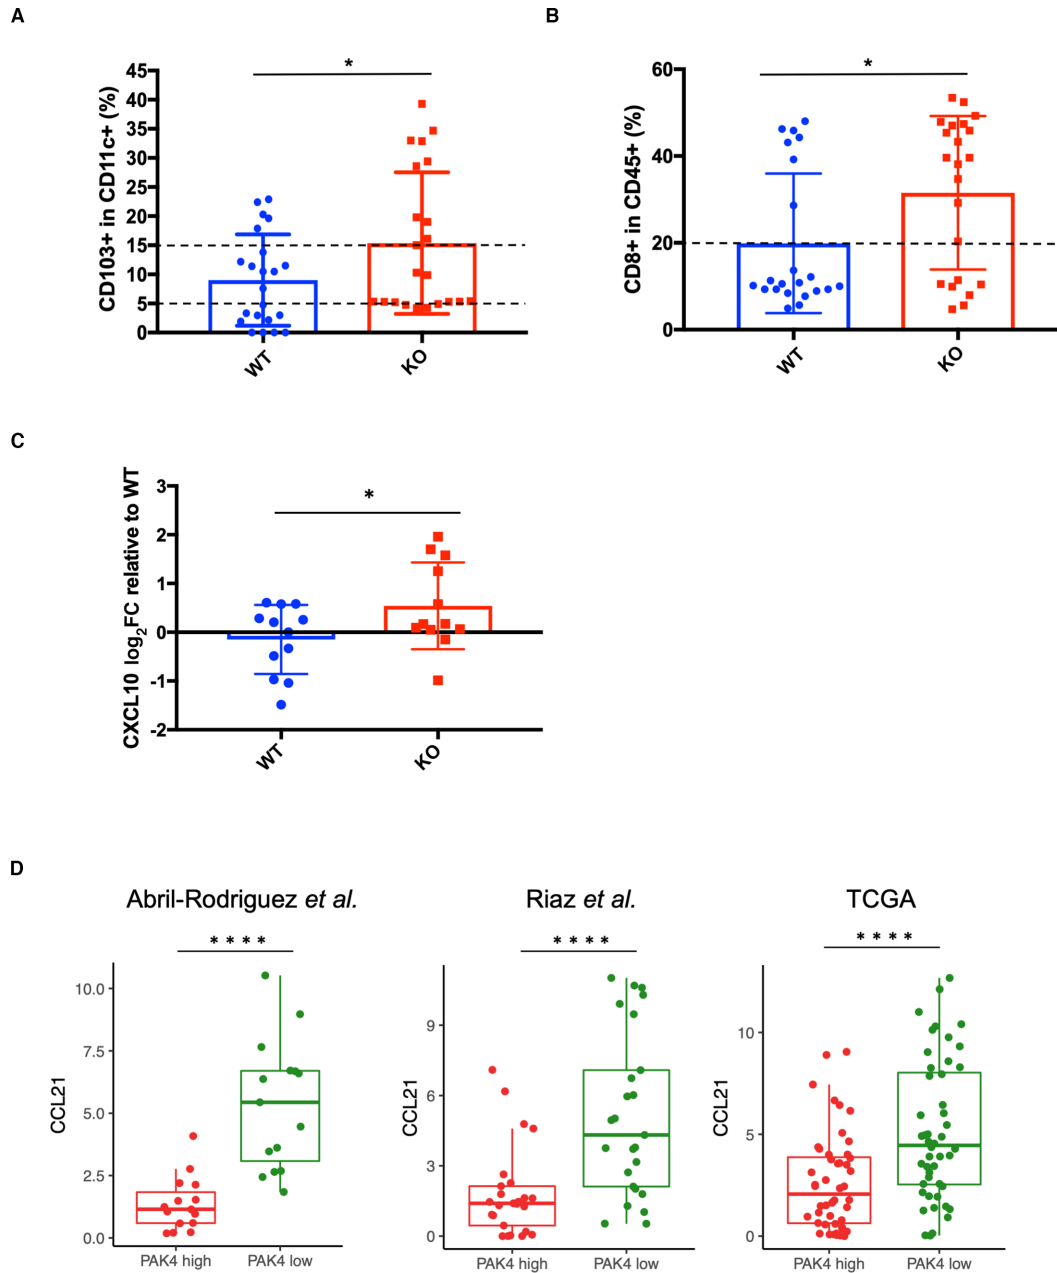 A
CD103+ in CD11c+ (%)
45
40
35
30
25
20
15
10
5
0
*
WT
KO
B
CD8+ in CD45+ (%)
60
40
20
0
*
WT
KO
C
CXCL10 log2FC relative to WT
3
2
1
0
-1
-2
*
WT
KO
D
Abril-Rodriguez et al.
****
CCL21
10.0
7.5
5.0
2.5
0.0
PAK4 high
PAK4 low
Riaz et al.
****
CCL21
9
6
3
0
PAK4 high
PAK4 low
TCGA
****
CCL21
10
5
0
PAK4 high
PAK4 low